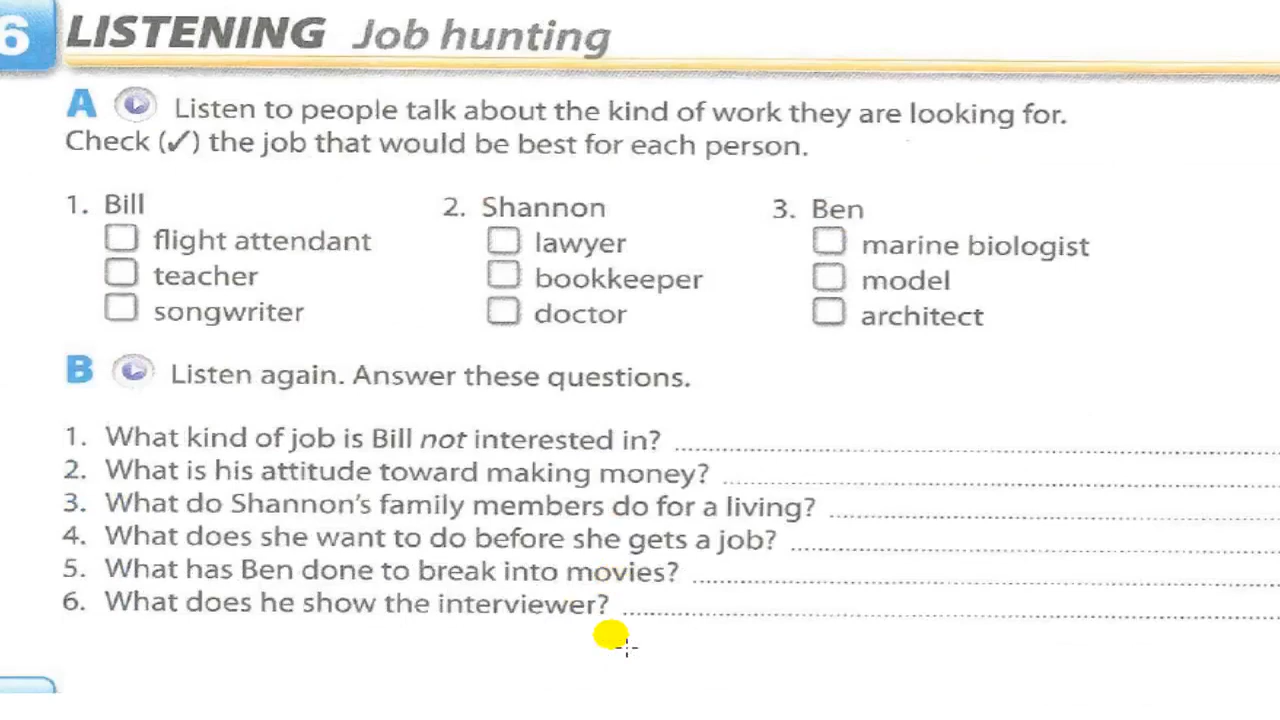 6 LISTENING Job hunting
A Listen to people talk about the kind of work they are looking for.
Check (✓) the job that would be best for each person.
1. Bill 2. Shannon 3. Ben
flight attendant lawyer marine biologist
teacher bookkeeper model
songwriter doctor architect
B Listen again. Answer these questions.
1. What kind of job is Bill not interested in?
2. What is his attitude toward making money?
3. What do Shannon's family members do for a living?
4. What does she want to do before she gets a job?
5. What has Ben done to break into movies?
6. What does he show the interviewer?